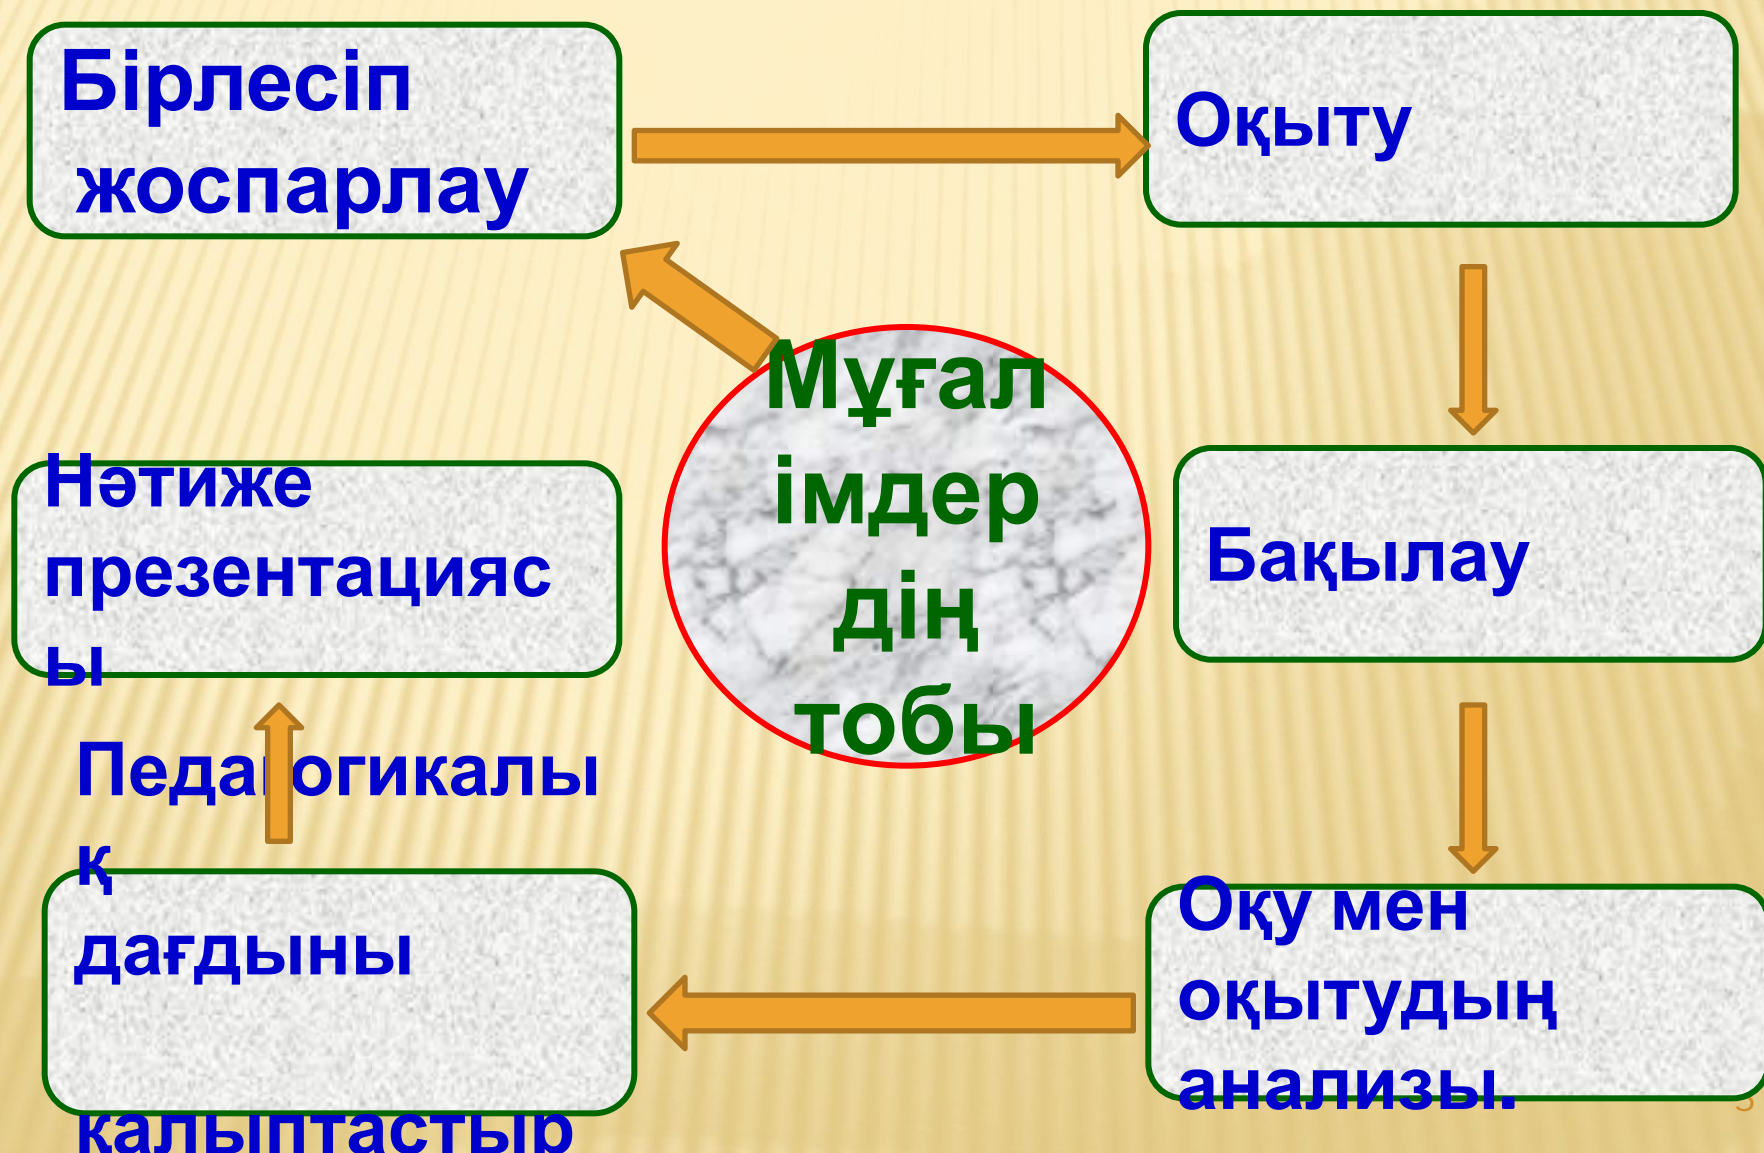 Бірлесіп
жоспарлау
Оқыту
Мұғал
імдер
дің
тобы
Нәтиже
презентацияс
ы
Бақылау
Педагогикалы
қ
дағдыны
қалыптастыр
Оқу мен
оқытудың
анализы.